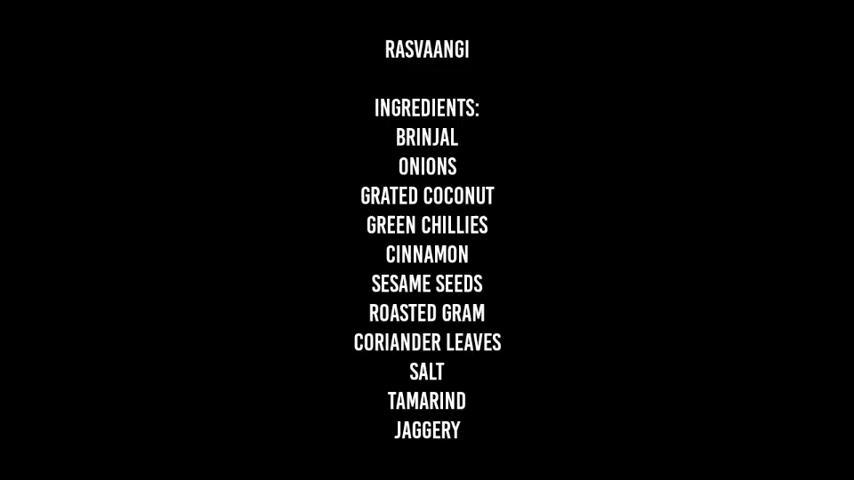 RASVAANGI
INGREDIENTS:
BRINJAL
ONIONS
GRATED COCONUT
GREEN CHILLIES
CINNAMON
SESAME SEEDS
ROASTED GRAM
CORIANDER LEAVES
SALT
TAMARIND
JAGGERY